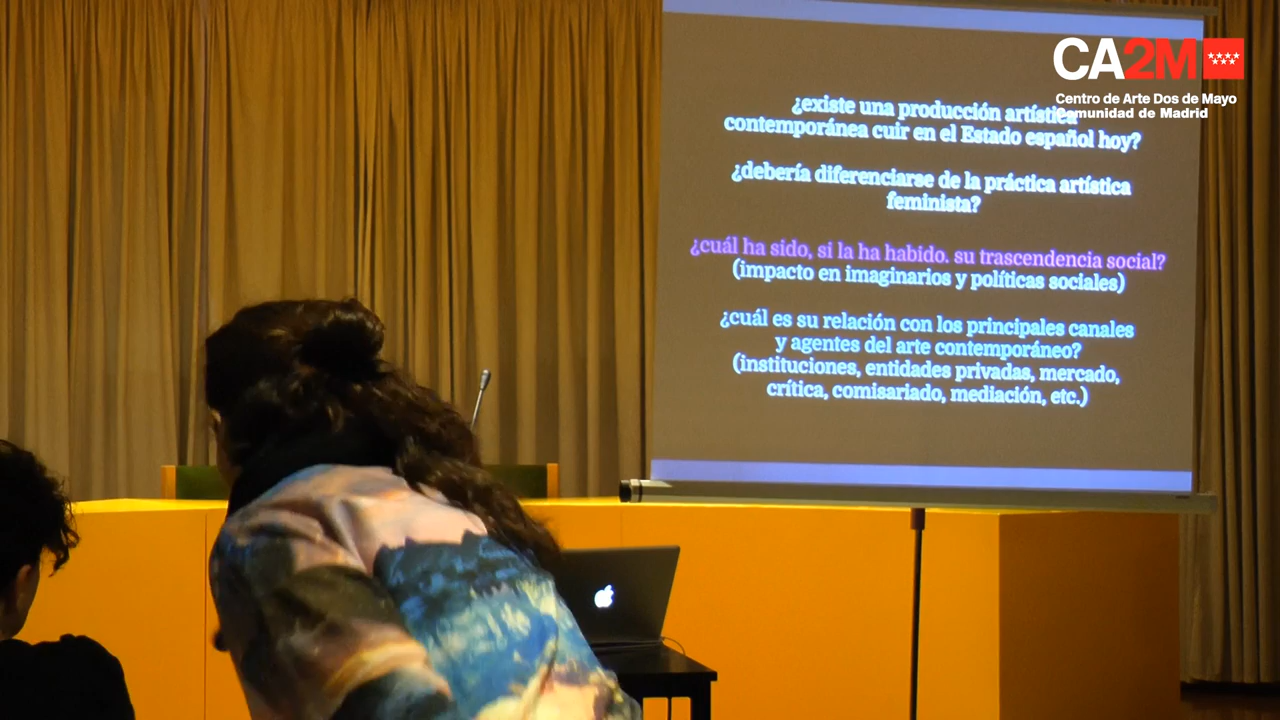 CA2M
Centro de Arte Dos de Mayo
Comunidad de Madrid
¿existe una producción artística
contemporánea cuir en el Estado español hoy?
¿debería diferenciarse de la práctica artística
feminista?
¿cuál ha sido, si la ha habido. su trascendencia social?
(impacto en imaginarios y políticas sociales)
¿cuál es su relación con los principales canales
y agentes del arte contemporáneo?
(instituciones, entidades privadas, mercado,
crítica, comisariado, mediación, etc.)